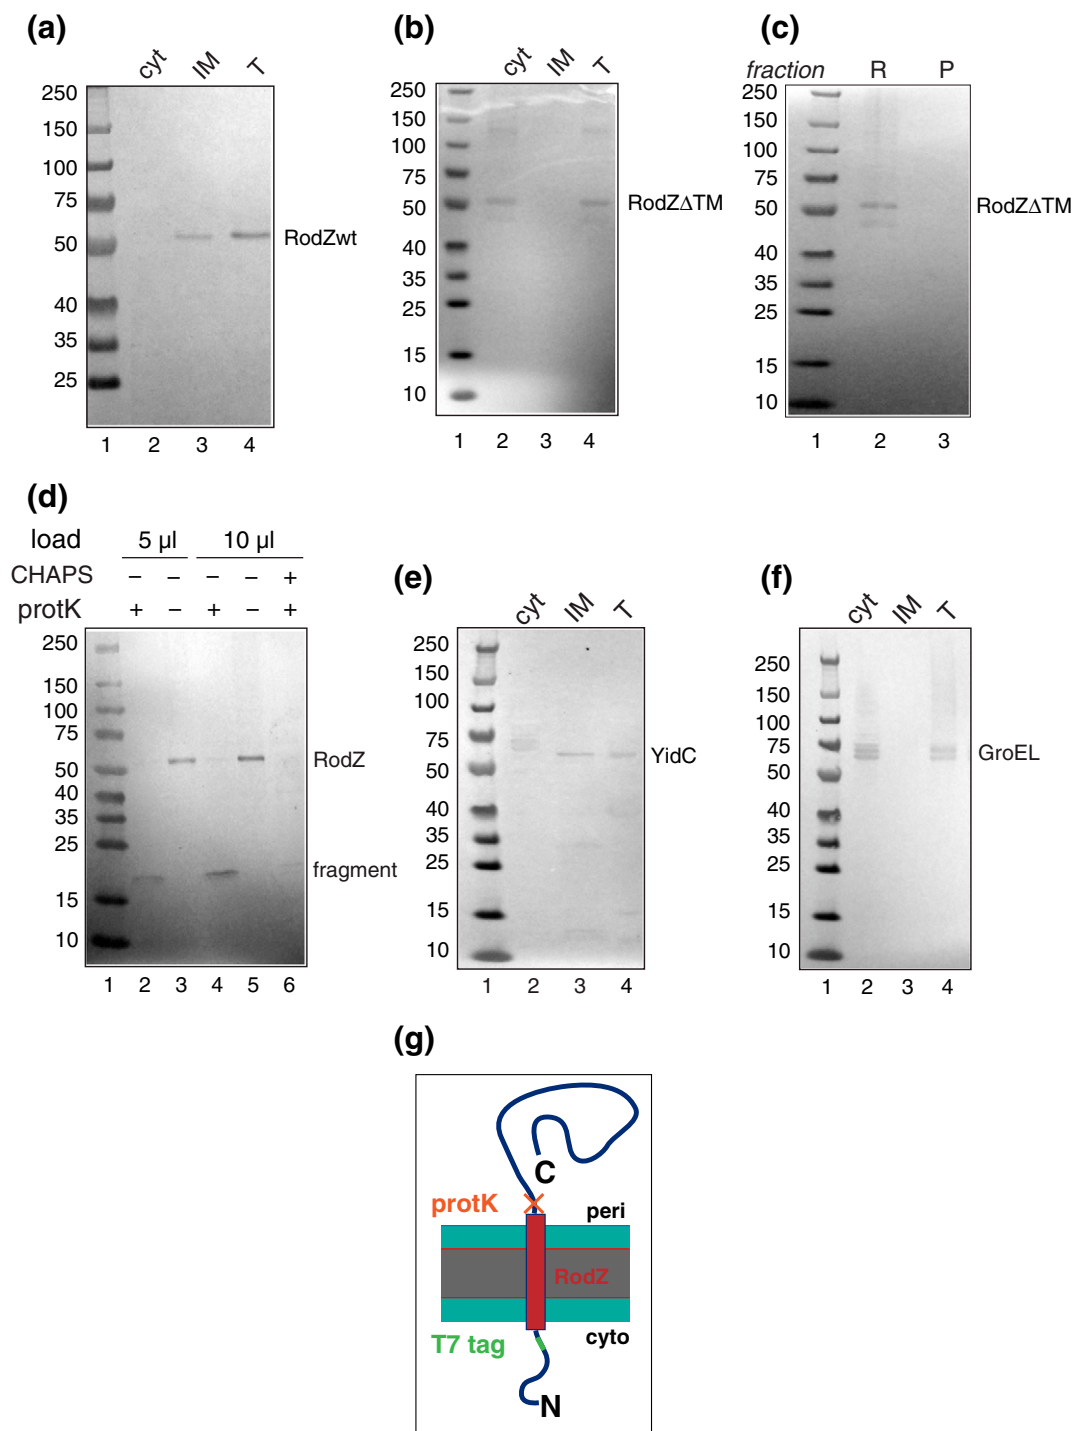 (a)
cyt IM T
250
150
100
75
50
40
35
25
RodZwt
1 2 3 4
(b)
cyt IM T
250
150
100
75
50
40
35
25
15
10
RodZΔTM
1 2 3 4
(c)
fraction R P
250
150
100
75
50
40
35
25
15
10
RodZΔTM
1 2 3
(d)
load 5 µl 10 µl
CHAPS – – – – +
protK + – + – +
250
150
100
75
50
40
35
25
15
10
RodZ
fragment
1 2 3 4 5 6
(e)
cyt IM T
250
150
100
75
50
40
35
25
15
10
YidC
1 2 3 4
(f)
cyt IM T
250
150
100
75
50
40
35
25
15
10
GroEL
1 2 3 4
(g)
C
protK
peri
RodZ
cyto
T7 tag
N